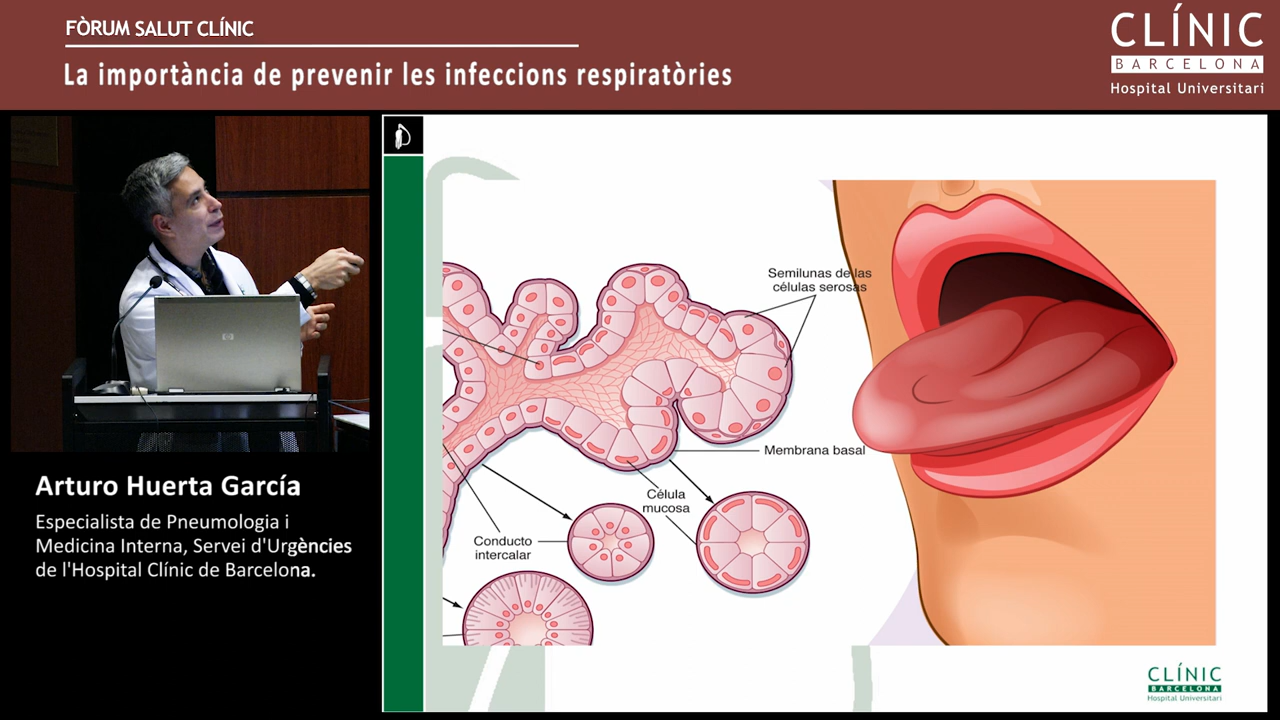 FÒRUM SALUT CLÍNIC
La importància de prevenir les infeccions respiratòries
CLÍNIC
BARCELONA
Hospital Universitari
Semilunas de las
células serosas
Membrana basal
Célula
mucosa
Conducto
intercalar
hp
Arturo Huerta García
Especialista de Pneumologia i
Medicina Interna, Servei d'Urgències
de l'Hospital Clínic de Barcelona.
CLÍNIC
BARCELONA
Hospital Universitari